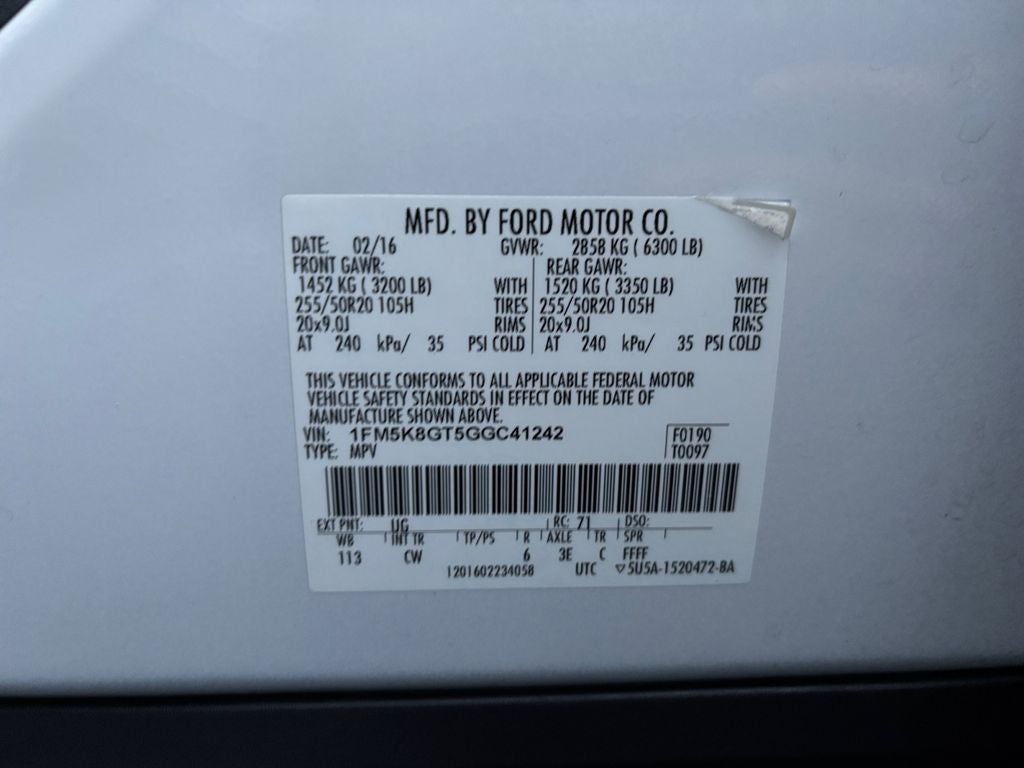 MFD. BY FORD MOTOR CO.
DATE: 02/16 GVWR: 2858 KG ( 6300 LB)
FRONT GAWR: REAR GAWR:
1452 KG ( 3200 LB) WITH 1520 KG ( 3350 LB) WITH
255/50R20 105H TIRES 255/50R20 105H TIRES
20x9.0J RIMS 20x9.0J RIMS
AT 240 kPa/ 35 PSI COLD AT 240 kPa/ 35 PSI COLD
THIS VEHICLE CONFORMS TO ALL APPLICABLE FEDERAL MOTOR
VEHICLE SAFETY STANDARDS IN EFFECT ON THE DATE OF
MANUFACTURE SHOWN ABOVE.
VIN: 1FM5K8GT5GGC41242 F0190
TYPE: MPV T0097
EXT PNT: UG RC: 71 DSO:
WB INT TR TP/PS R AXLE TR SPR
113 CW 6 3E C FFFF
1201602234058 UTC ▽5U5A-1520472-BA